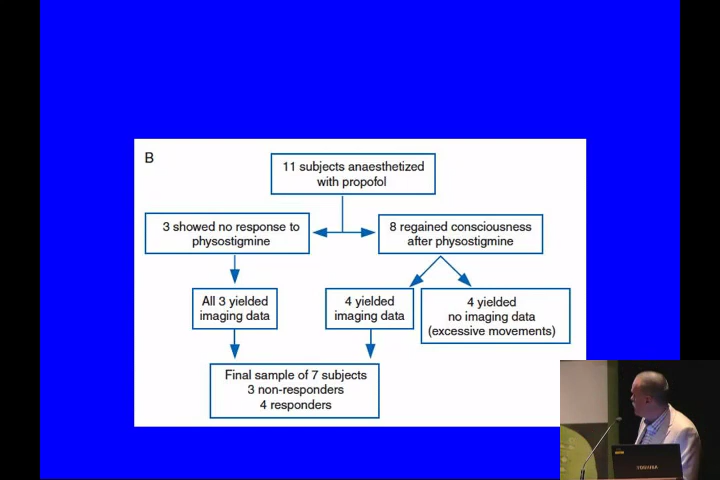 B
11 subjects anaesthetized
with propofol
3 showed no response to
physostigmine
8 regained consciousness
after physostigmine
All 3 yielded
imaging data
4 yielded
imaging data
4 yielded
no imaging data
(excessive movements)
Final sample of 7 subjects
3 non-responders
4 responders
TOSHIBA